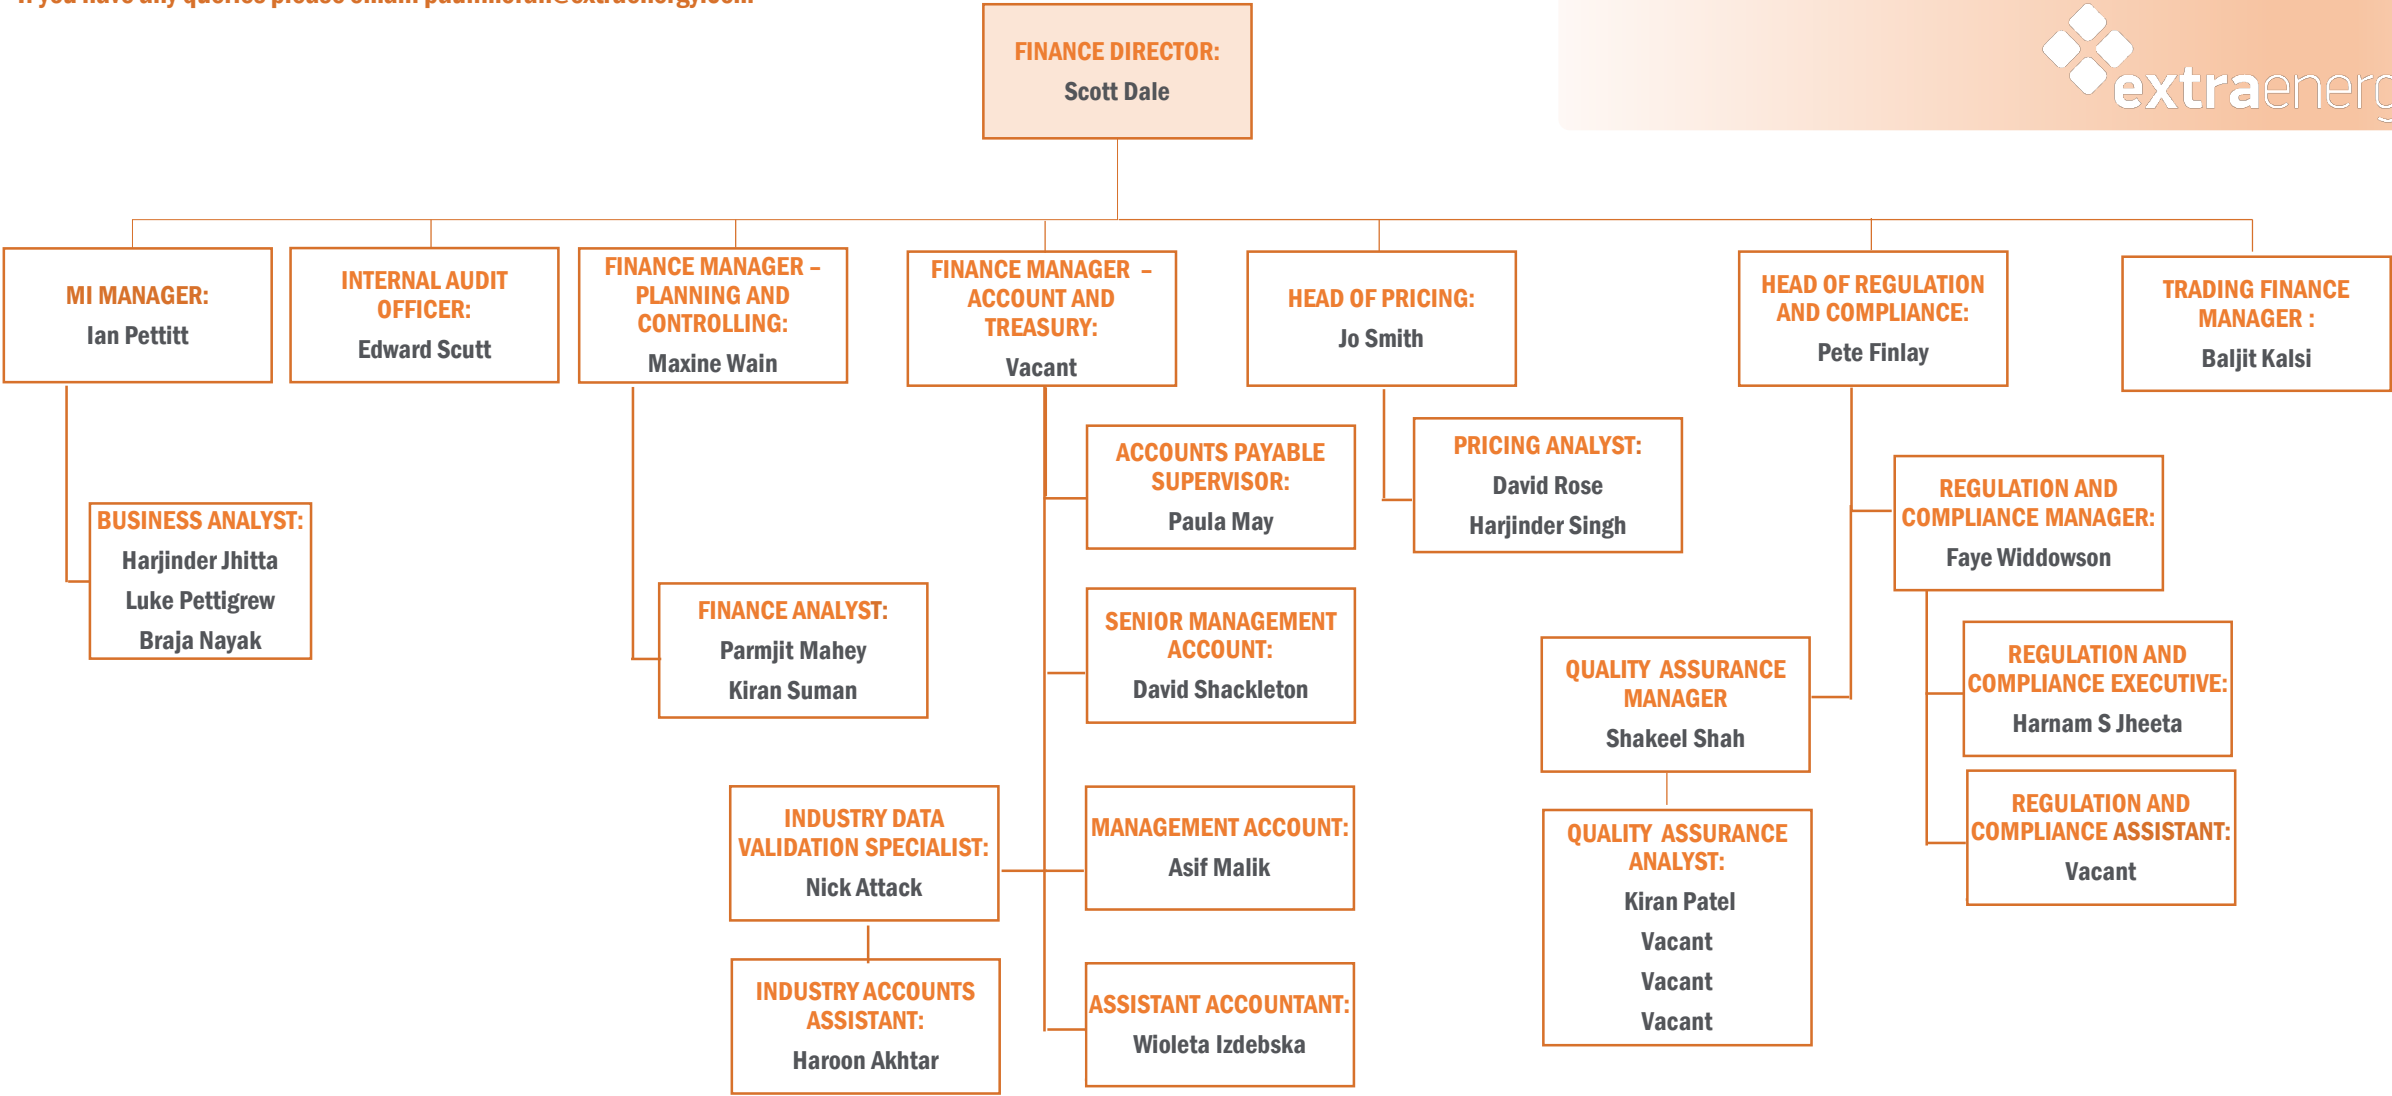 FINANCE DIRECTOR:
Scott Dale
extraenerg
MI MANAGER:
Ian Pettitt
INTERNAL AUDIT
OFFICER:
Edward Scutt
FINANCE MANAGER –
PLANNING AND
CONTROLLING:
Maxine Wain
FINANCE MANAGER –
ACCOUNT AND
TREASURY:
Vacant
HEAD OF PRICING:
Jo Smith
HEAD OF REGULATION
AND COMPLIANCE:
Pete Finlay
TRADING FINANCE
MANAGER :
Baljit Kalsi
BUSINESS ANALYST:
Harjinder Jhitta
Luke Pettigrew
Braja Nayak
FINANCE ANALYST:
Parmjit Mahey
Kiran Suman
ACCOUNTS PAYABLE
SUPERVISOR:
Paula May
SENIOR MANAGEMENT
ACCOUNT:
David Shackleton
INDUSTRY DATA
VALIDATION SPECIALIST:
Nick Attack
MANAGEMENT ACCOUNT:
Asif Malik
INDUSTRY ACCOUNTS
ASSISTANT:
Haroon Akhtar
ASSISTANT ACCOUNTANT:
Wioleta Izdebska
PRICING ANALYST:
David Rose
Harjinder Singh
REGULATION AND
COMPLIANCE MANAGER:
Faye Widdowson
QUALITY ASSURANCE
MANAGER
Shakeel Shah
QUALITY ASSURANCE
ANALYST:
Kiran Patel
Vacant
Vacant
Vacant
REGULATION AND
COMPLIANCE EXECUTIVE:
Harnam S Jheeta
REGULATION AND
COMPLIANCE ASSISTANT:
Vacant